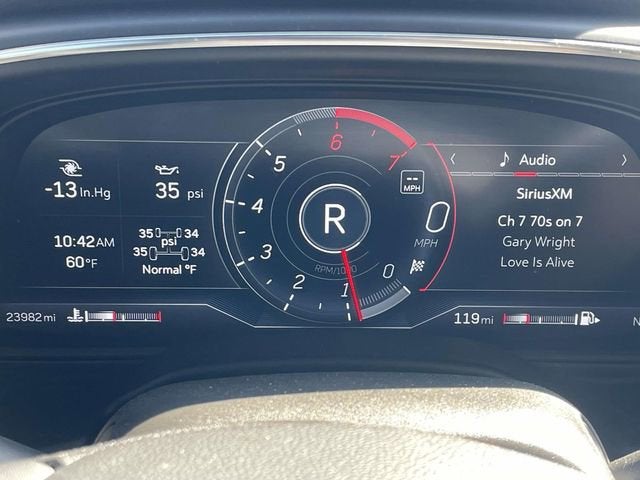 -13 In.Hg
35 psi
10:42AM
60°F
35 34
psi
35 34
Normal °F
23982 mi
5
6
7
4
3
2
1
0
R
RPM/1000
--
MPH
0
MPH
Audio
SiriusXM
Ch 7 70s on 7
Gary Wright
Love Is Alive
119 mi
N